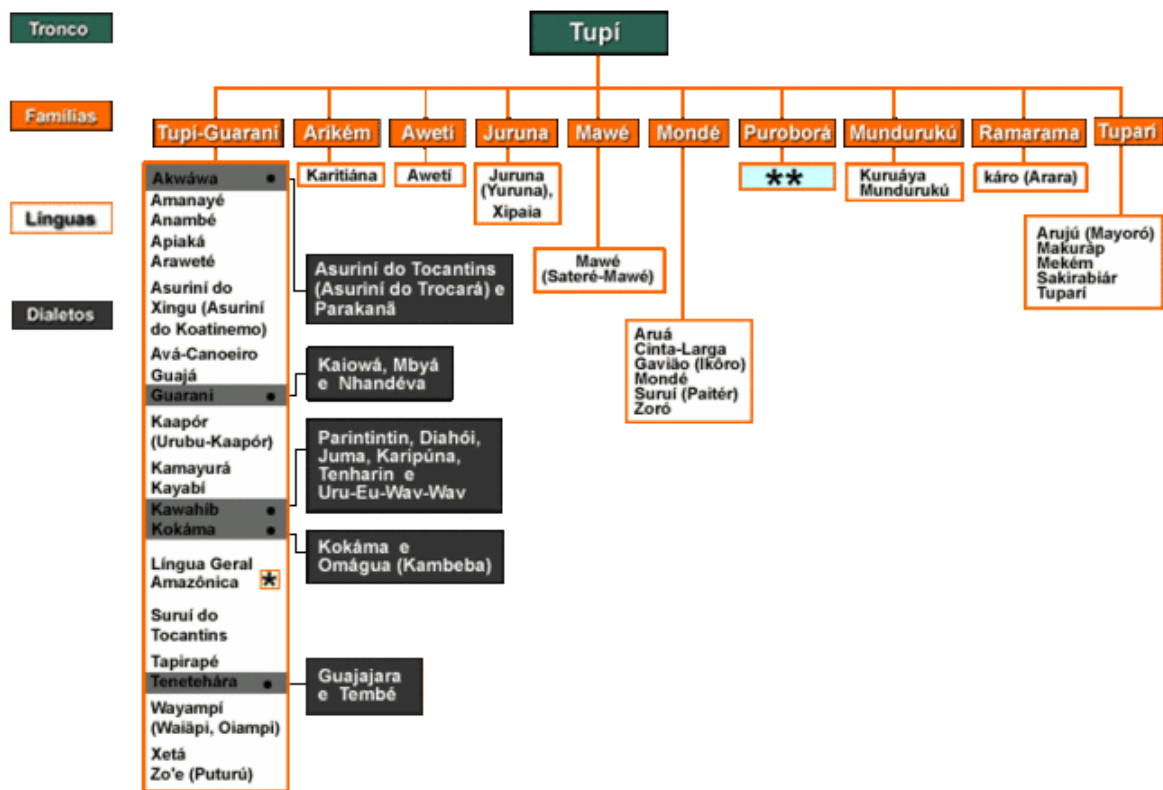 Tronco
Tupí
Famílias
Tupí-Guarani
Arikém
Awetí
Juruna
Mawé
Mondé
Puroborá
Mundurukú
Ramarama
Tuparí
Línguas
Dialetos
Akwáwa
Amanayé
Anambé
Apiaká
Araweté
Asuriní do
Xingu (Asuriní
do Koatinemo)
Avá-Canoeiro
Guajá
Guarani
Kaapór
(Urubu-Kaapór)
Kamayurá
Kayabí
Kawahíb
Kokáma
Língua Geral
Amazônica *
Suruí do
Tocantins
Tapirapé
Tenetehára
Wayampí
(Waiãpi, Oiampi)
Xetá
Zo'e (Puturú)
Asuriní do Tocantins
(Asuriní do Trocará) e
Parakanã
Kaiowá, Mbyá
e Nhandéva
Parintintin, Diahói,
Juma, Karipúna,
Tenharin e
Uru-Eu-Wav-Wav
Kokáma e
Omágua (Kambeba)
Guajajara
e Tembé
Karitiána
Awetí
Juruna
(Yuruna),
Xipaia
Mawé
(Sateré-Mawé)
Aruá
Cinta-Larga
Gavião (Ikôro)
Mondé
Suruí (Paitér)
Zoró
**
Kuruáya
Mundurukú
káro (Arara)
Arujú (Mayoró)
Makuráp
Mekém
Sakirabiár
Tuparí